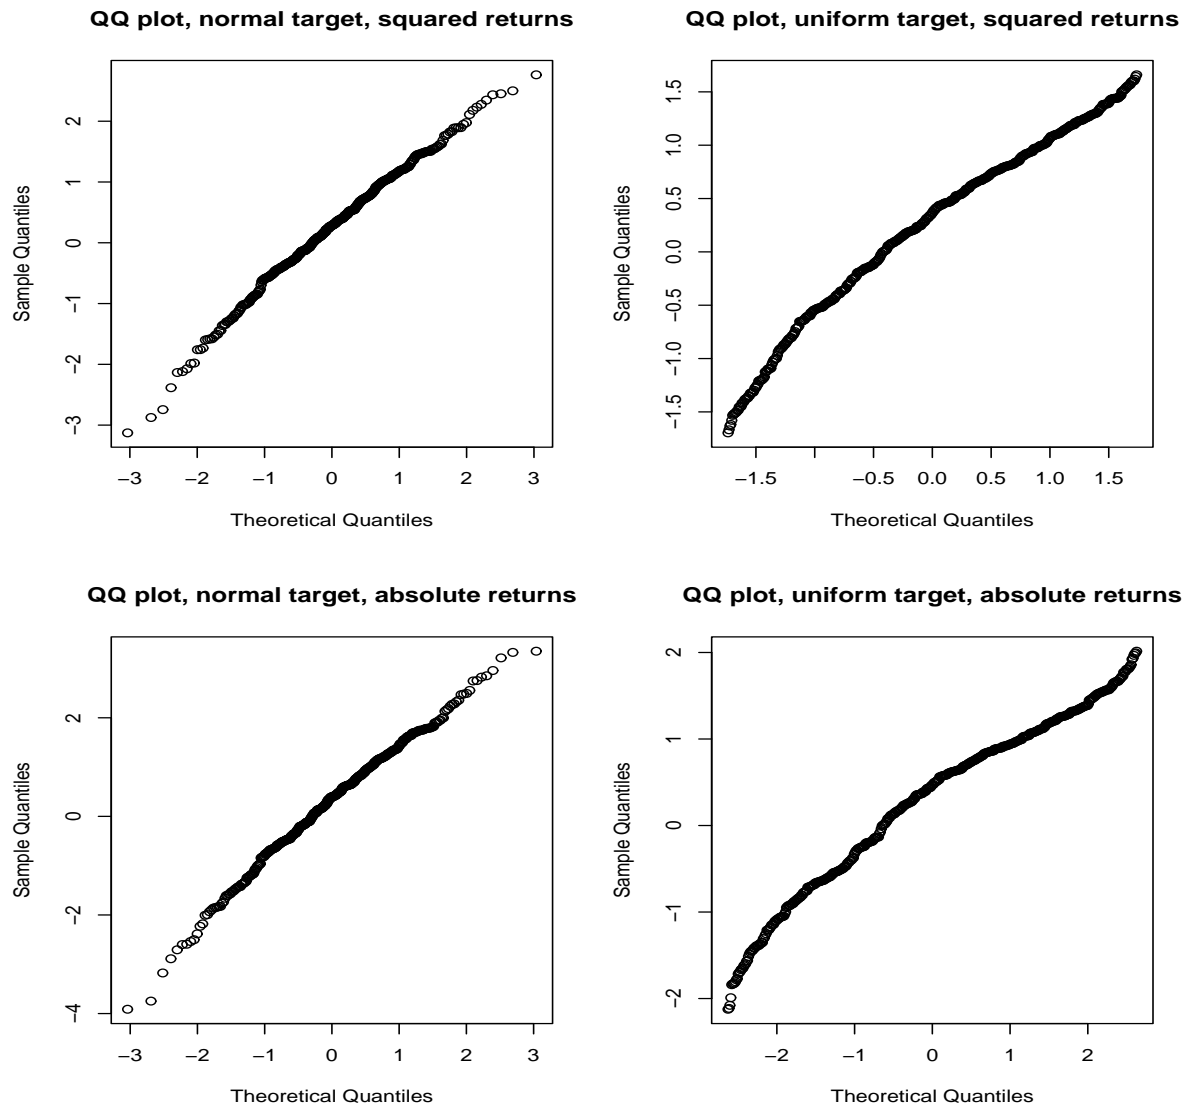 QQ plot, normal target, squared returns
Sample Quantiles
2
1
0
−1
−2
−3
−3 −2 −1 0 1 2 3
Theoretical Quantiles
QQ plot, uniform target, squared returns
Sample Quantiles
1.5
1.0
0.5
0.0
−0.5
−1.0
−1.5
−1.5 −0.5 0.0 0.5 1.0 1.5
Theoretical Quantiles
QQ plot, normal target, absolute returns
Sample Quantiles
2
0
−2
−4
−3 −2 −1 0 1 2 3
Theoretical Quantiles
QQ plot, uniform target, absolute returns
Sample Quantiles
2
1
0
−1
−2
−2 −1 0 1 2
Theoretical Quantiles